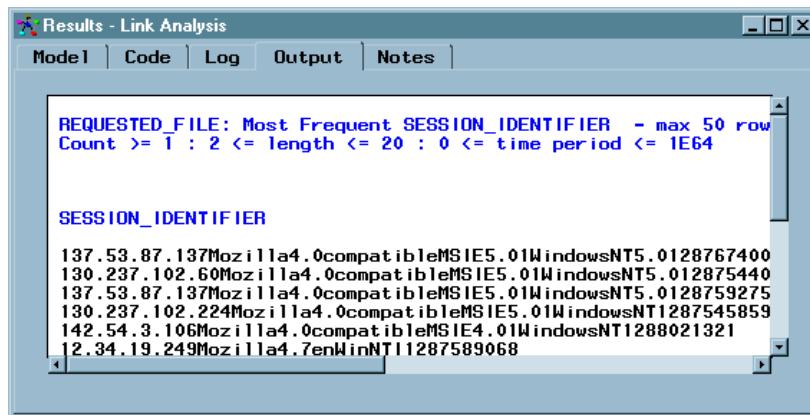 Results - Link Analysis
Model Code Log Output Notes
REQUESTED_FILE: Most Frequent SESSION_IDENTIFIER - max 50 row
Count >= 1 : 2 <= length <= 20 : 0 <= time period <= 1E64
SESSION_IDENTIFIER
137.53.87.137Mozilla4.0compatibleMSIE5.01WindowsNT5.0128767400
130.237.102.60Mozilla4.0compatibleMSIE5.01WindowsNT5.012875440
137.53.87.137Mozilla4.0compatibleMSIE5.01WindowsNT5.0128759275
130.237.102.224Mozilla4.0compatibleMSIE5.01WindowsNT1287545859
142.54.3.106Mozilla4.0compatibleMSIE4.01WindowsNT1288021321
12.34.19.249Mozilla4.7enWinNTI1287589068